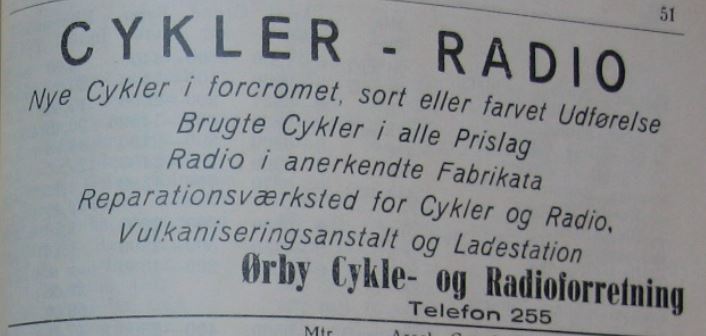 51
CYKLER - RADIO
Nye Cykler i forcromet, sort eller farvet Udførelse
Brugte Cykler i alle Prislag
Radio i anerkendte Fabrikata
Reparationsværksted for Cykler og Radio,
Vulkaniseringsanstalt og Ladestation
Ørby Cykle- og Radioforretning
Telefon 255
Mtr.